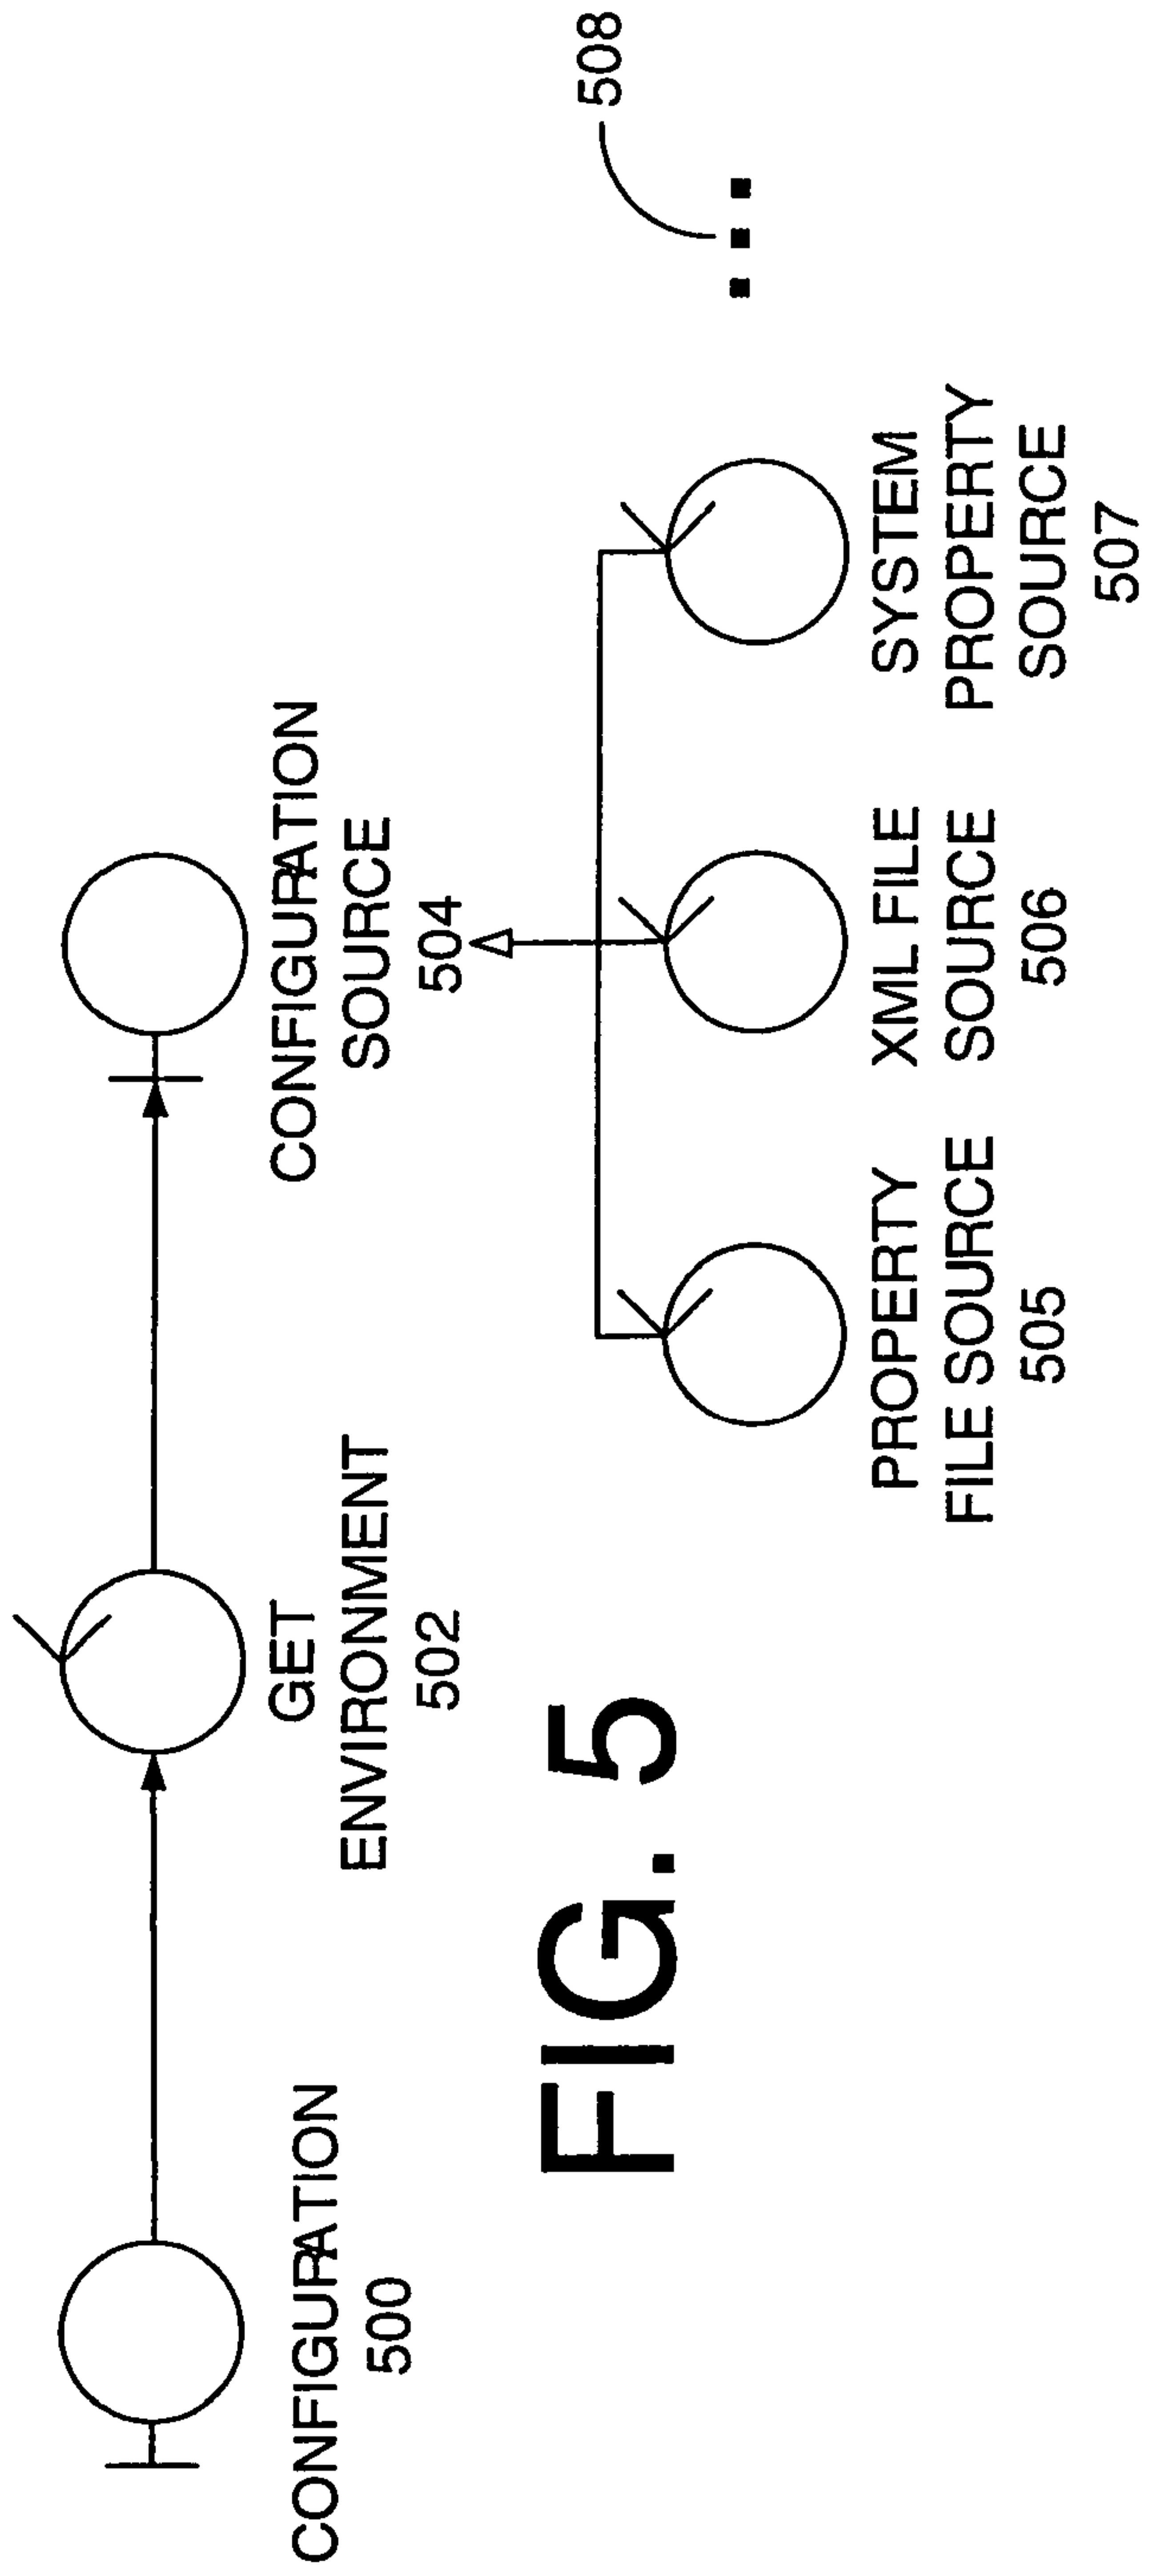 CONFIGURATION
500
GET
ENVIRONMENT
502
CONFIGURATION
SOURCE
504
508
PROPERTY
FILE SOURCE
505
XML FILE
SOURCE
506
SYSTEM
PROPERTY
SOURCE
507
FIG. 5